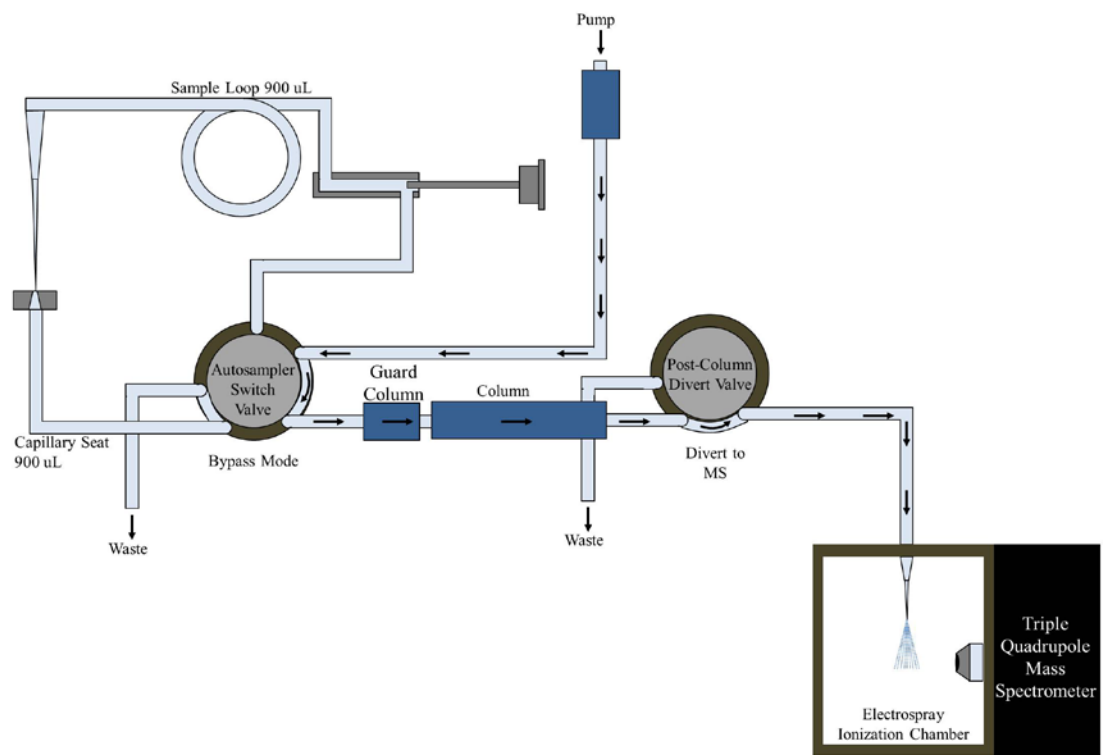 Pump
Sample Loop 900 uL
Autosampler
Switch
Valve
Guard
Column
Column
Post-Column
Divert Valve
Capillary Seat
900 uL
Bypass Mode
Divert to
MS
Waste
Waste
Triple
Quadrupole
Mass
Spectrometer
Electrospray
Ionization Chamber